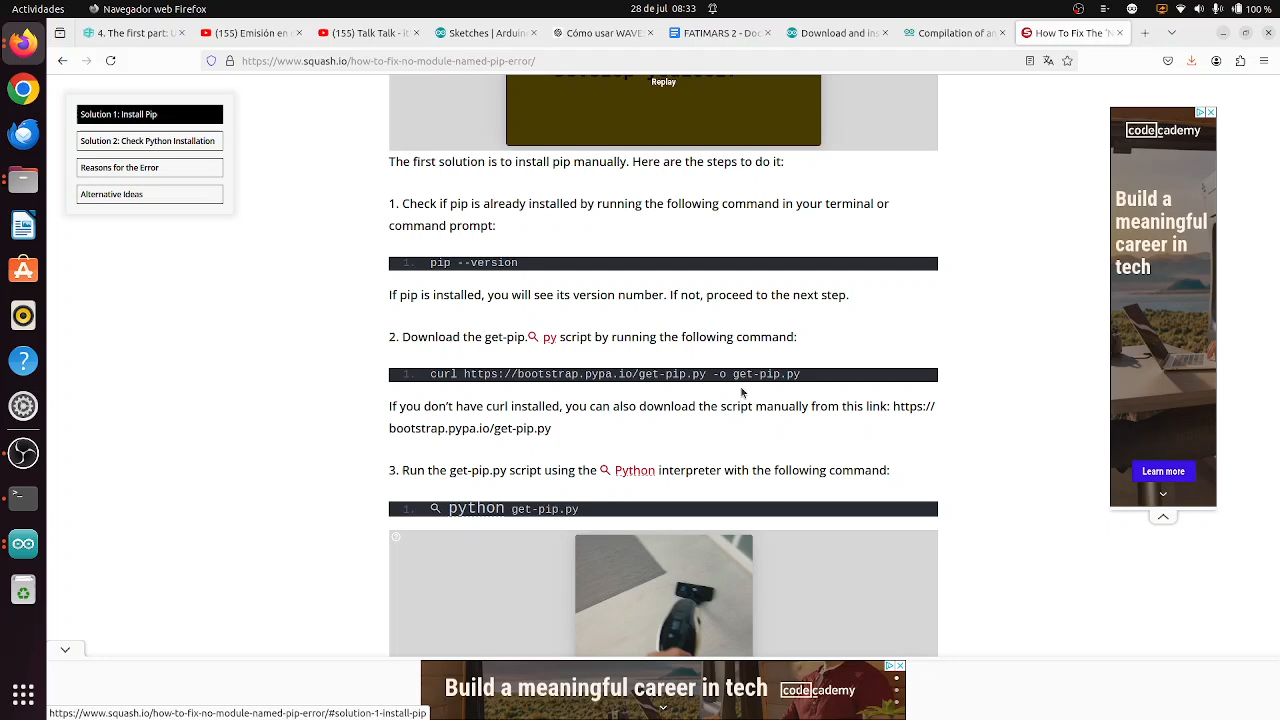 Actividades
Navegador web Firefox
28 de jul 08:33
100 %
4. The first part: U
(155) Emisión en
(155) Talk Talk - it
Sketches | Arduin
Cómo usar WAVE
FATIMARS 2 - Doc
Download and ins
Compilation of an
How To Fix The 'N
https://www.squash.io/how-to-fix-no-module-named-pip-error/
Solution 1: Install Pip
Solution 2: Check Python Installation
Reasons for the Error
Alternative Ideas
Replay
The first solution is to install pip manually. Here are the steps to do it:
1. Check if pip is already installed by running the following command in your terminal or
command prompt:
1. pip --version
If pip is installed, you will see its version number. If not, proceed to the next step.
2. Download the get-pip. py script by running the following command:
1. curl https://bootstrap.pypa.io/get-pip.py -o get-pip.py
If you don’t have curl installed, you can also download the script manually from this link: https://
bootstrap.pypa.io/get-pip.py
3. Run the get-pip.py script using the Python interpreter with the following command:
1. python get-pip.py
codecademy
Build a
meaningful
career in
tech
Learn more
Build a meaningful career in tech codecademy
https://www.squash.io/how-to-fix-no-module-named-pip-error/#solution-1-install-pip